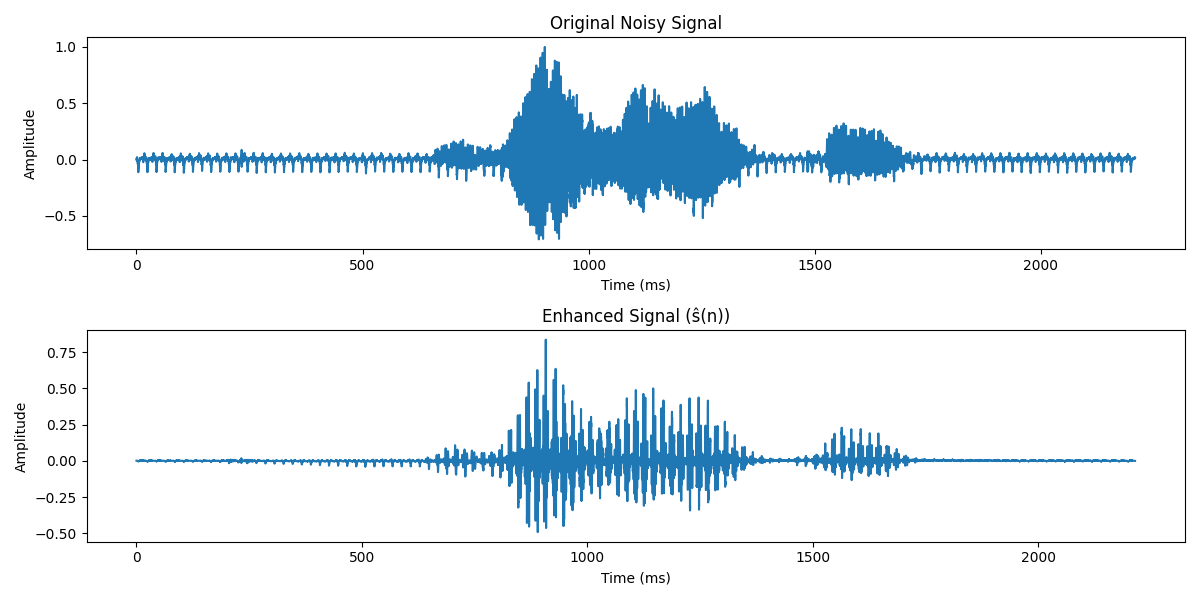 Original Noisy Signal
1.0
0.5
0.0
−0.5
Amplitude
0 500 1000 1500 2000
Time (ms)
Enhanced Signal (ŝ(n))
0.75
0.50
0.25
0.00
−0.25
−0.50
Amplitude
0 500 1000 1500 2000
Time (ms)